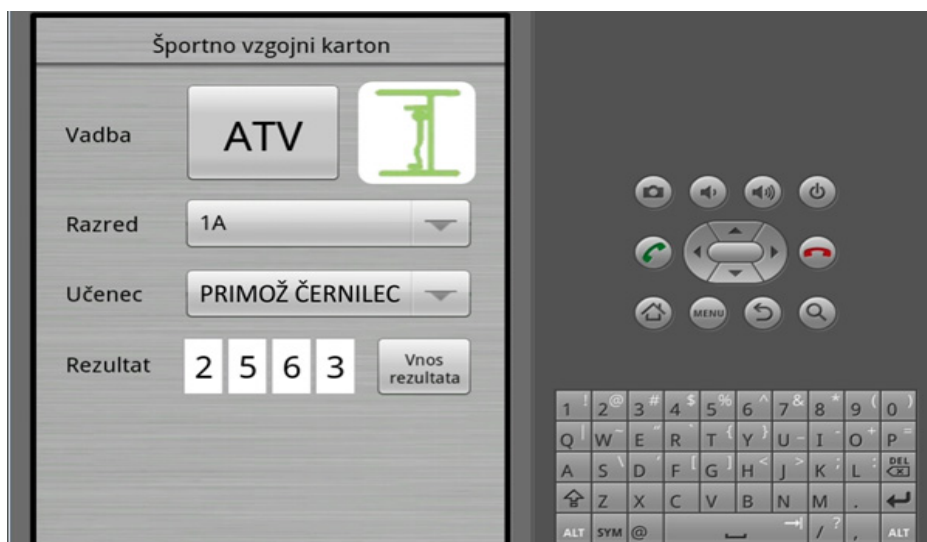 Športno vzgojni karton
Vadba ATV
Razred 1A
Učenec PRIMOŽ ČERNILEC
Rezultat 2 5 6 3 Vnos rezultata
MENU
1 ! 2 @ 3 # 4 $ 5 % 6 ^ 7 & 8 * 9 ( 0 )
Q | W ~ E " R ` T { Y } U - I - O + P =
A S \ D ´ F [ G ] H < J > K ; L : DEL
Z X C V B N M .
ALT SYM @ / ? , ALT